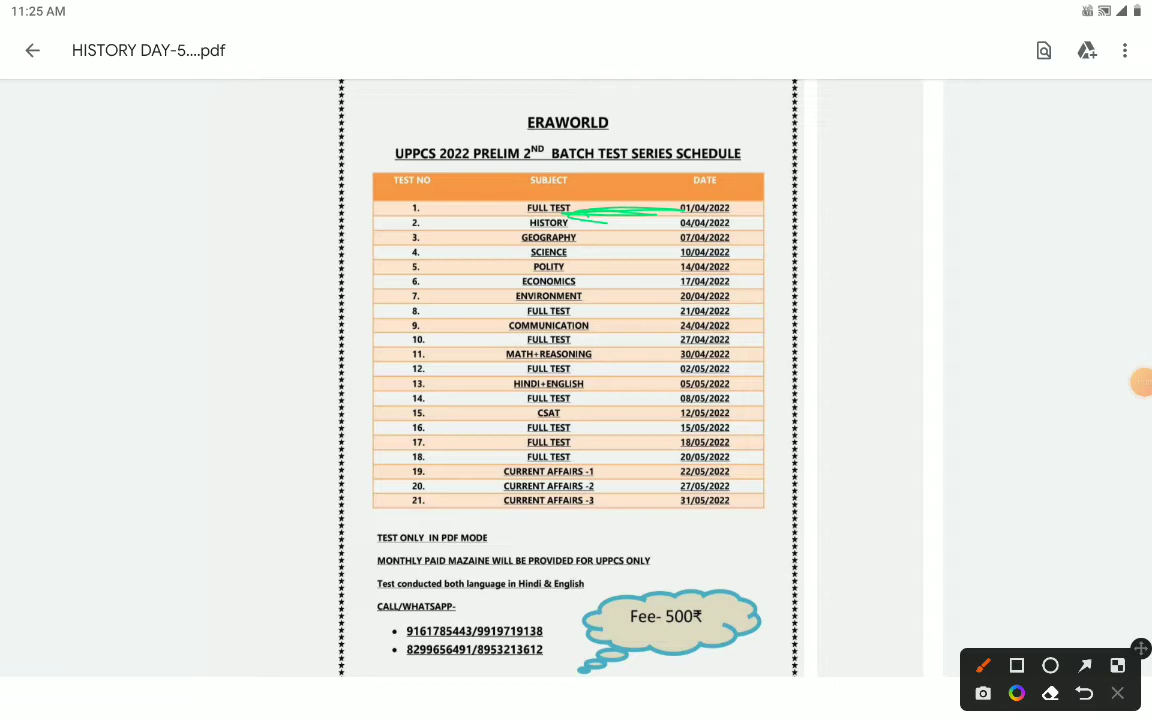 11:25 AM
HISTORY DAY-5....pdf
ERAWORLD
UPPCS 2022 PRELIM 2ND BATCH TEST SERIES SCHEDULE
TEST NO SUBJECT DATE
1. FULL TEST 01/04/2022
2. HISTORY 04/04/2022
3. GEOGRAPHY 07/04/2022
4. SCIENCE 10/04/2022
5. POLITY 14/04/2022
6. ECONOMICS 17/04/2022
7. ENVIRONMENT 20/04/2022
8. FULL TEST 21/04/2022
9. COMMUNICATION 24/04/2022
10. FULL TEST 27/04/2022
11. MATH+REASONING 30/04/2022
12. FULL TEST 02/05/2022
13. HINDI+ENGLISH 05/05/2022
14. FULL TEST 08/05/2022
15. CSAT 12/05/2022
16. FULL TEST 15/05/2022
17. FULL TEST 18/05/2022
18. FULL TEST 20/05/2022
19. CURRENT AFFAIRS -1 22/05/2022
20. CURRENT AFFAIRS -2 27/05/2022
21. CURRENT AFFAIRS -3 31/05/2022
TEST ONLY IN PDF MODE
MONTHLY PAID MAZAINE WILL BE PROVIDED FOR UPPCS ONLY
Test conducted both language in Hindi & English
CALL/WHATSAPP-
• 9161785443/9919719138
• 8299656491/8953213612
Fee- 500₹